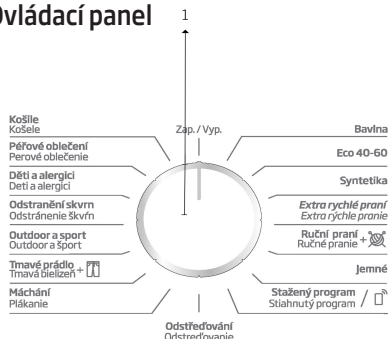 Ovládací panel
1
Zap. / Vyp.
Košile
Košele
Péřové oblečení
Perové oblečenie
Děti a alergici
Deti a alergici
Odstranění skvrn
Odstránenie škvŕn
Outdoor a sport
Outdoor a šport
Tmavé prádlo
Tmavá bielizeň +
Máchání
Plákanie
Bavlna
Eco 40-60
Syntetika
Extra rychlé praní
Extra rýchle pranie
Ruční praní
Ručné pranie +
Jemné
Stažený program
Stiahnutý program /
Odstřeďování
Odstreďovanie